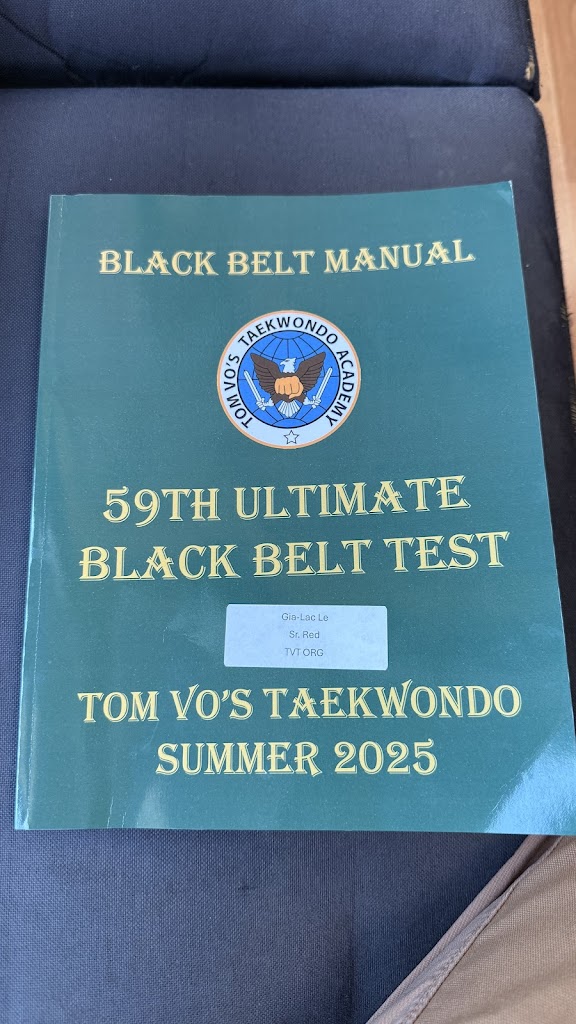 BLACK BELT MANUAL
TOM VO'S TAEKWONDO ACADEMY
59TH ULTIMATE
BLACK BELT TEST
Gia-Lac Le
Sr. Red
TVT ORG
TOM VO'S TAEKWONDO
SUMMER 2025